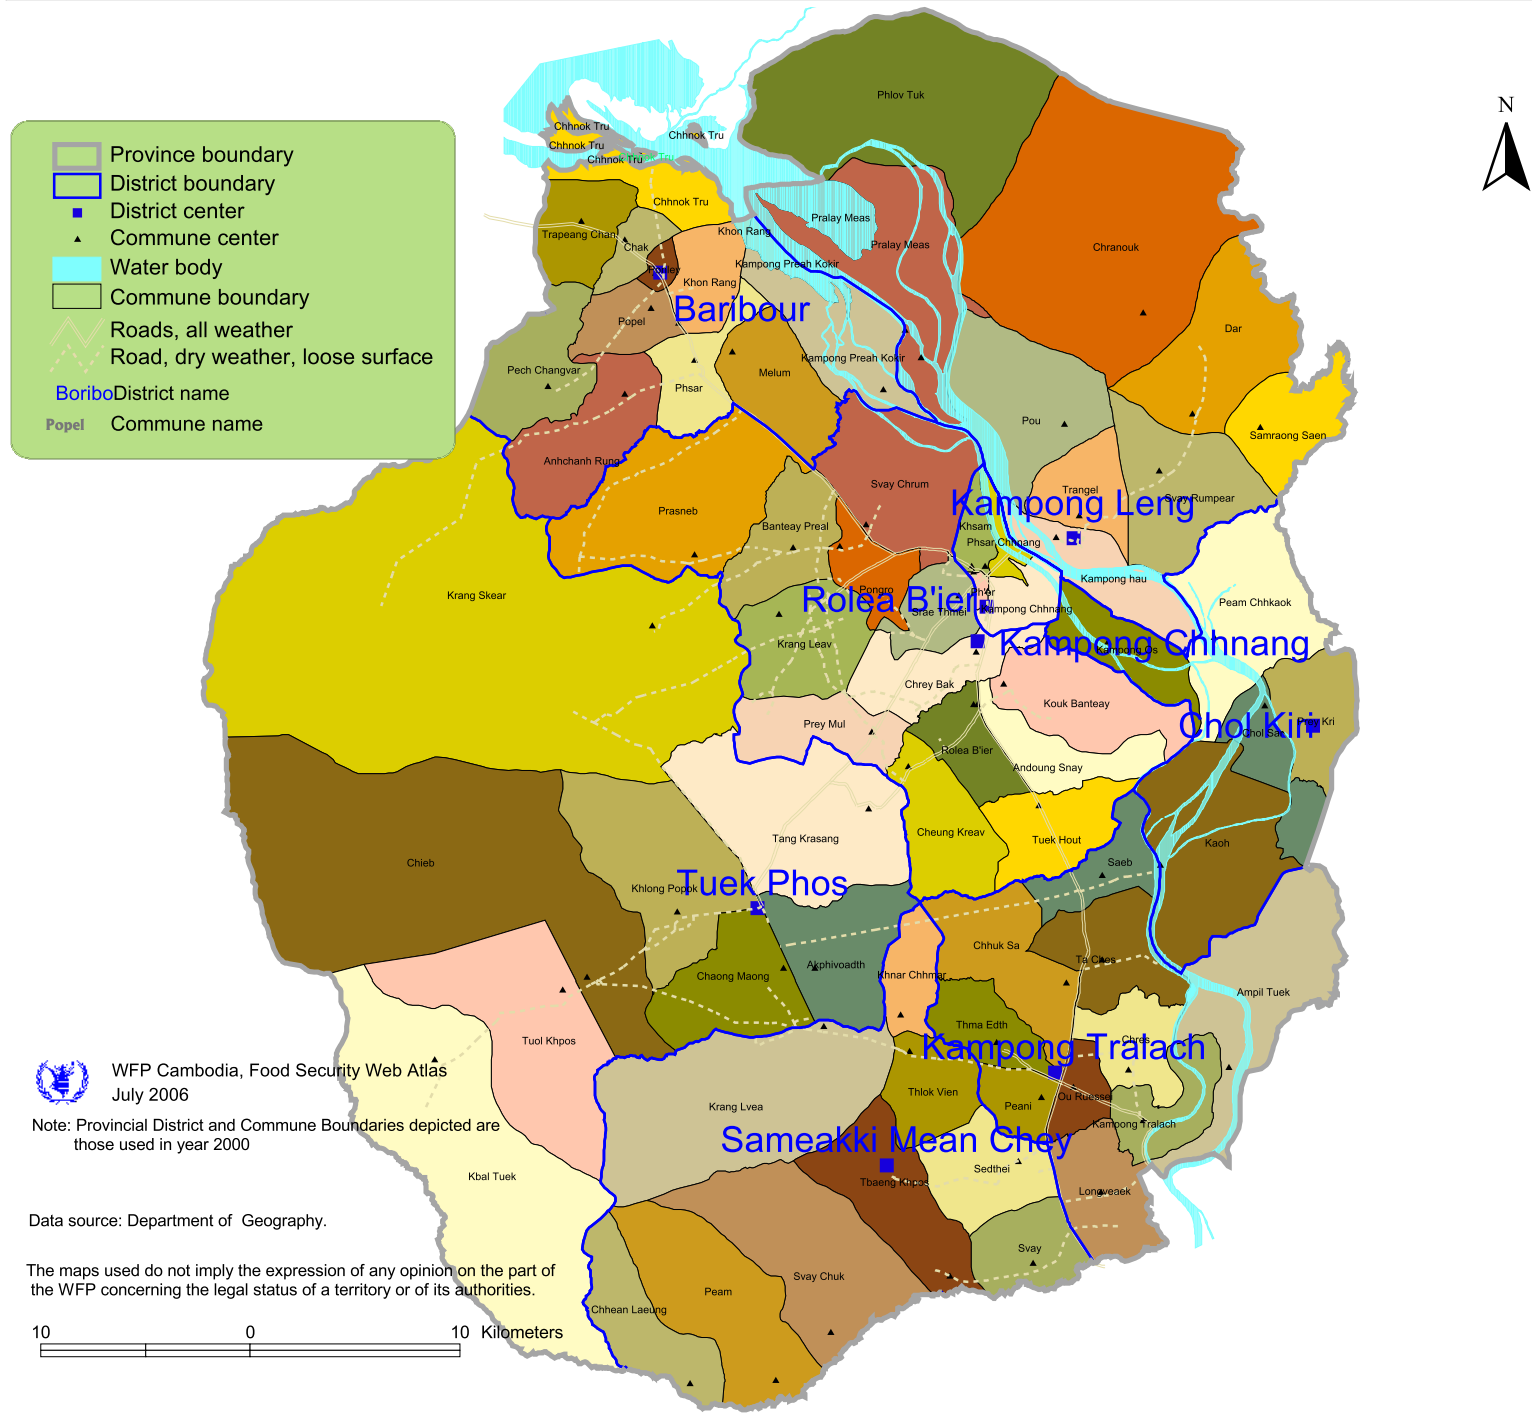 N
Province boundary
District boundary
District center
Commune center
Water body
Commune boundary
Roads, all weather
Road, dry weather, loose surface
Boribo District name
Popel Commune name
Phlov Tuk
Chhnok Tru
Chhnok Tru
Chhnok Tru
Chhnok Tru
Chhnok Tru
Trapeang Chan
Chak
Khon Rang
Pralay Meas
Pralay Meas
Chranouk
Kampong Preah Kokir
Khon Rang
Baribour
Popel
Dar
Pech Changvar
Phsar
Melum
Kampong Preah Kokir
Pou
Samraong Saen
Anhchanh Rung
Svay Chrum
Trangel
Svay Rumpear
Kampong Leng
Prasneb
Banteay Preal
Khsam
Phsar Chhnang
Kampong hau
Krang Skear
Pongro
Rolea B'ier
Srae Thmei
Kampong Chhnang
Peam Chhkaok
Krang Leav
Kampong Chhnang
Kampong Os
Chrey Bak
Kouk Banteay
Prey Mul
Chol Kiri
Chol Sar
Prey Kri
Rolea B'ier
Andoung Snay
Tang Krasang
Cheung Kreav
Tuek Hout
Kaoh
Chieb
Saeb
Tuek Phos
Khlong Popok
Chhuk Sa
Ta Ches
Chaong Maong
Akphivoadth
Khnar Chhmar
Ampil Tuek
Thma Edth
Tuol Khpos
Chres
Kampong Tralach
Thlok Vien
Peani
Ou Ruessei
Krang Lvea
Kampong Tralach
Sameakki Mean Chey
Kbal Tuek
Tbaeng Khpos
Sedthei
Longveaek
Svay
Svay Chuk
Peam
Chhean Laeung
WFP Cambodia, Food Security Web Atlas
July 2006
Note: Provincial District and Commune Boundaries depicted are
those used in year 2000
Data source: Department of Geography.
The maps used do not imply the expression of any opinion on the part of
the WFP concerning the legal status of a territory or of its authorities.
10 0 10 Kilometers